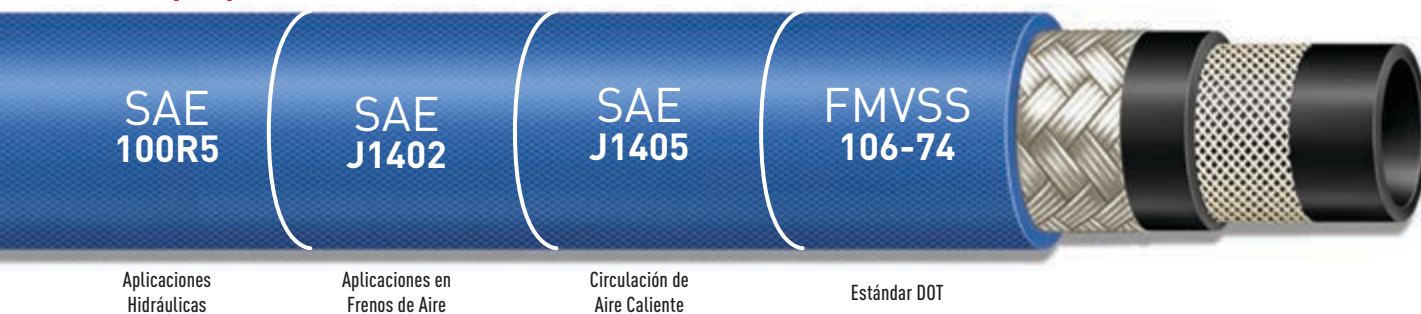 SAE
100R5
SAE
J1402
SAE
J1405
FMVSS
106-74
Aplicaciones
Hidráulicas
Aplicaciones en
Frenos de Aire
Circulación de
Aire Caliente
Estándar DOT